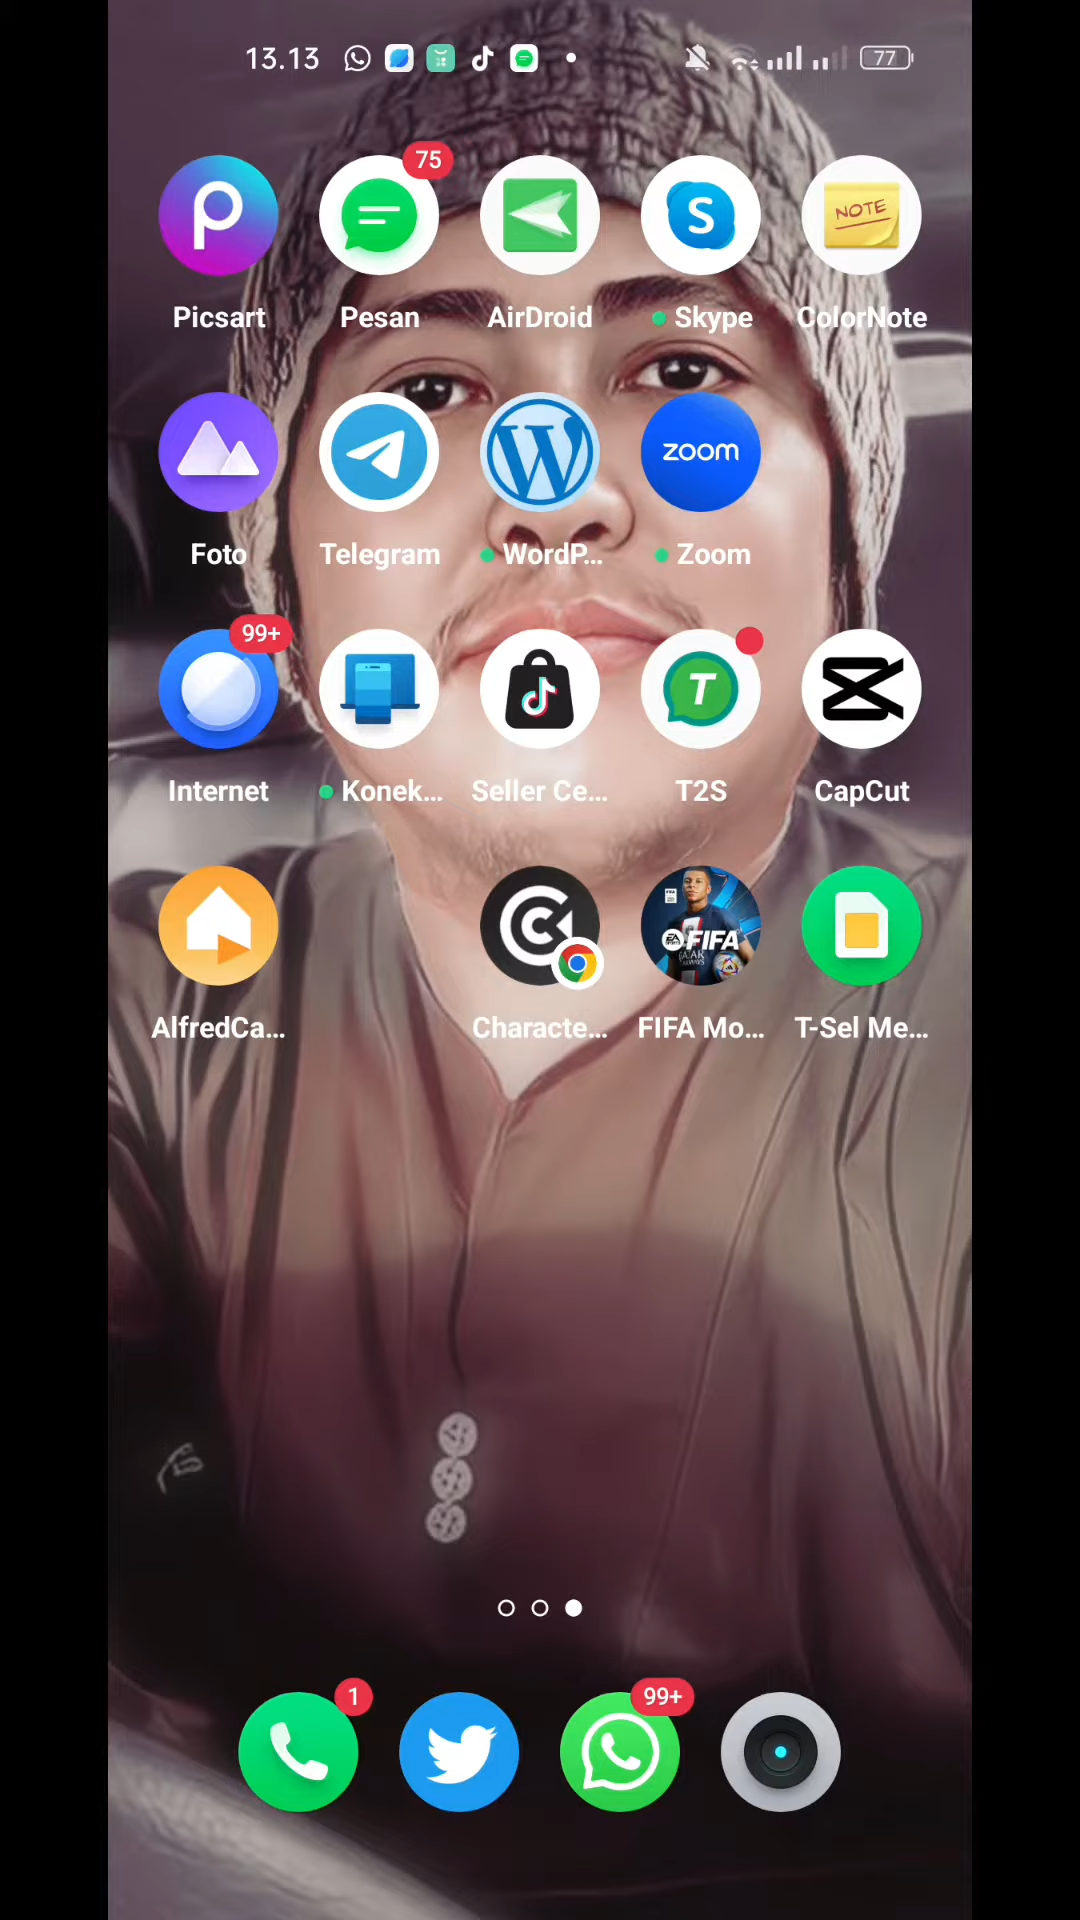 13.13 77
75
NOTE
Picsart Pesan AirDroid Skype ColorNote
zoom
Foto Telegram WordP... Zoom
99+
T
Internet Konek... Seller Ce... T2S CapCut
FIFA
AlfredCa... Characte... FIFA Mo... T-Sel Me...
1 99+